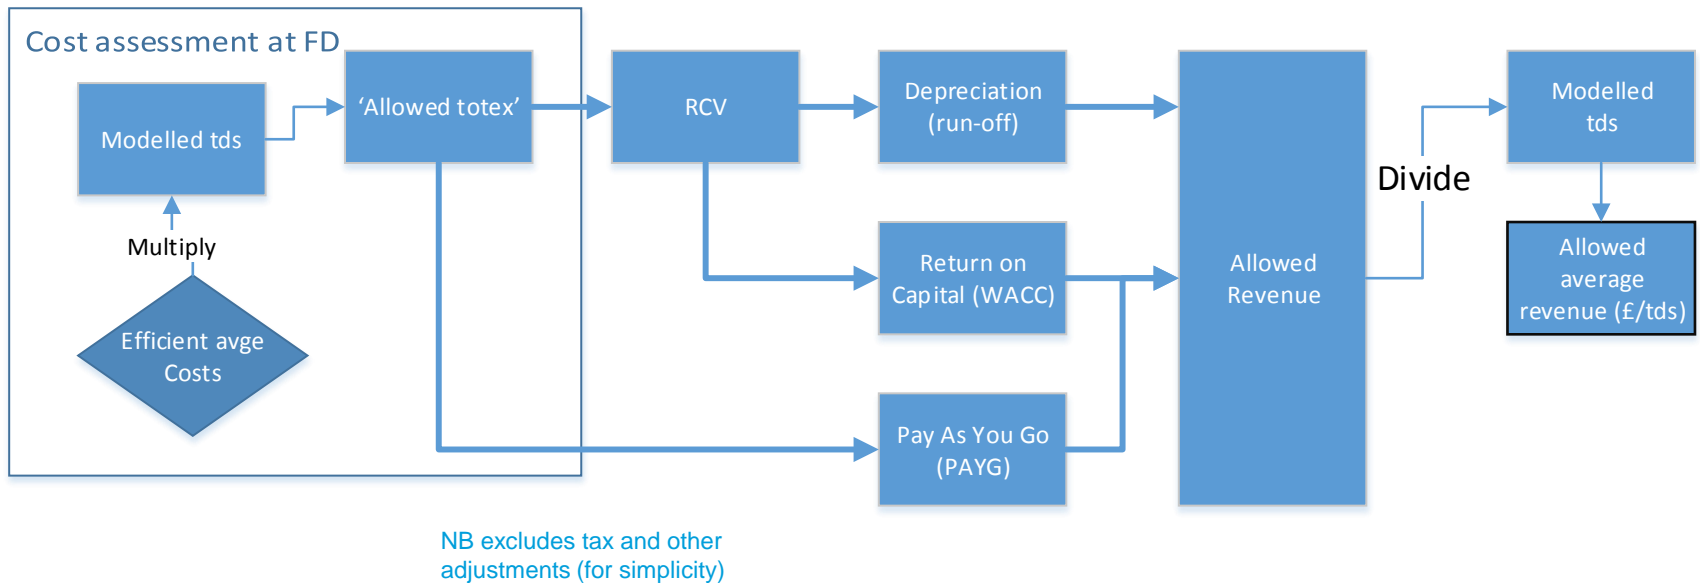 Cost assessment at FD
Modelled tds
Multiply
Efficient avge
Costs
‘Allowed totex’
RCV
Depreciation
(run-off)
Return on
Capital (WACC)
Pay As You Go
(PAYG)
Allowed
Revenue
Divide
Modelled
tds
Allowed
average
revenue (£/tds)
NB excludes tax and other
adjustments (for simplicity)